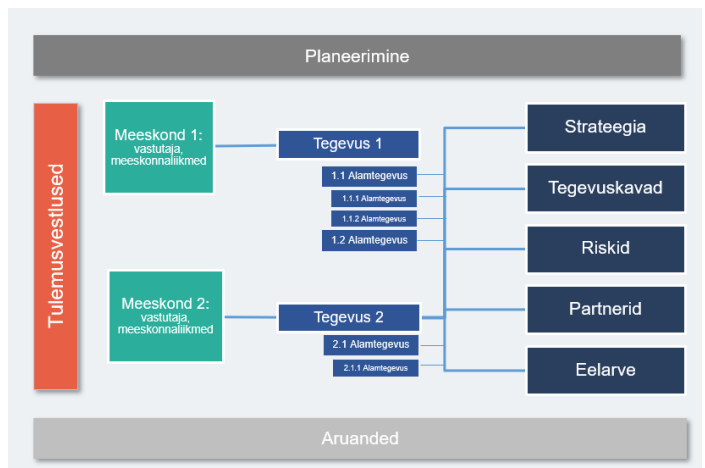 Planeerimine
Tulemusvestlused
Meeskond 1:
vastutaja,
meeskonnaliikmed
Tegevus 1
1.1 Alamtegevus
1.1.1 Alamtegevus
1.1.2 Alamtegevus
1.2 Alamtegevus
Meeskond 2:
vastutaja,
meeskonnaliikmed
Tegevus 2
2.1 Alamtegevus
2.1.1 Alamtegevus
Strateegia
Tegevuskavad
Riskid
Partnerid
Eelarve
Aruanded